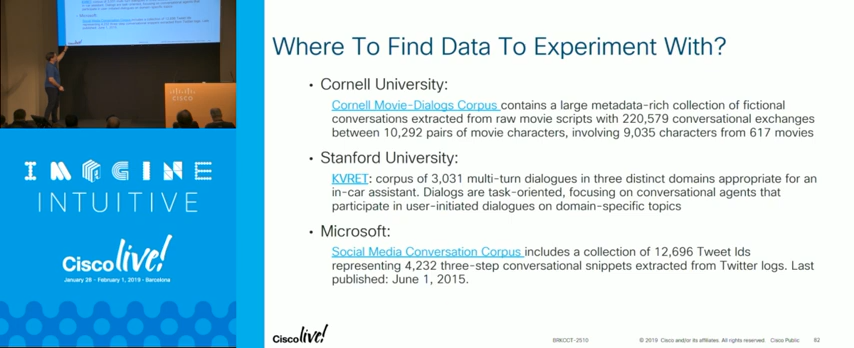 Where To Find Data To Experiment With?
• Cornell University:
Cornell Movie-Dialogs Corpus contains a large metadata-rich collection of fictional
conversations extracted from raw movie scripts with 220,579 conversational exchanges
between 10,292 pairs of movie characters, involving 9,035 characters from 617 movies
• Stanford University:
KVRET: corpus of 3,031 multi-turn dialogues in three distinct domains appropriate for an
in-car assistant. Dialogs are task-oriented, focusing on conversational agents that
participate in user-initiated dialogues on domain-specific topics
• Microsoft:
Social Media Conversation Corpus includes a collection of 12,696 Tweet Ids
representing 4,232 three-step conversational snippets extracted from Twitter logs. Last
published: June 1, 2015.
CISCO
IMAGINE
INTUITIVE
Cisco live!
January 28 - February 1, 2019 · Barcelona
Cisco live!
BRKCCT-2510
© 2019 Cisco and/or its affiliates. All rights reserved. Cisco Public
82